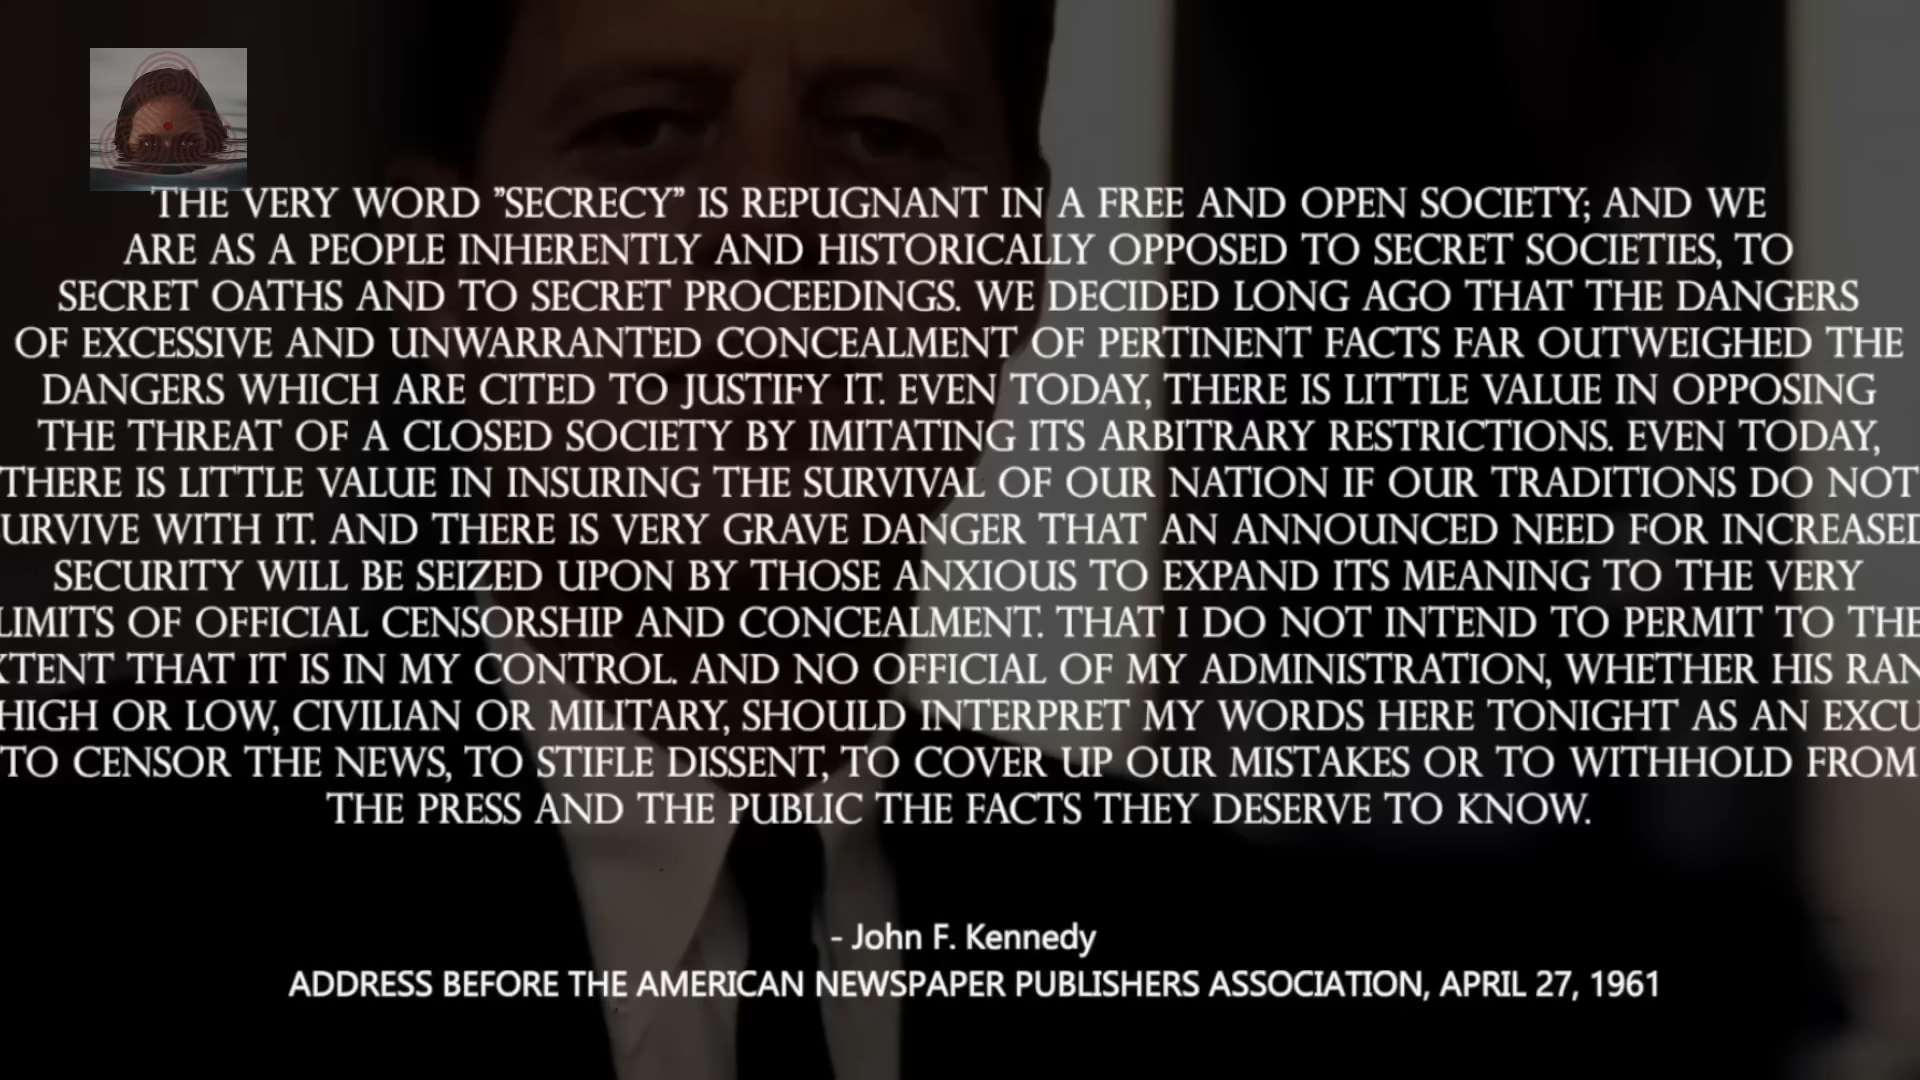 THE VERY WORD ”SECRECY” IS REPUGNANT IN A FREE AND OPEN SOCIETY; AND WE
ARE AS A PEOPLE INHERENTLY AND HISTORICALLY OPPOSED TO SECRET SOCIETIES, TO
SECRET OATHS AND TO SECRET PROCEEDINGS. WE DECIDED LONG AGO THAT THE DANGERS
OF EXCESSIVE AND UNWARRANTED CONCEALMENT OF PERTINENT FACTS FAR OUTWEIGHED THE
DANGERS WHICH ARE CITED TO JUSTIFY IT. EVEN TODAY, THERE IS LITTLE VALUE IN OPPOSING
THE THREAT OF A CLOSED SOCIETY BY IMITATING ITS ARBITRARY RESTRICTIONS. EVEN TODAY,
THERE IS LITTLE VALUE IN INSURING THE SURVIVAL OF OUR NATION IF OUR TRADITIONS DO NOT
URVIVE WITH IT. AND THERE IS VERY GRAVE DANGER THAT AN ANNOUNCED NEED FOR INCREASED
SECURITY WILL BE SEIZED UPON BY THOSE ANXIOUS TO EXPAND ITS MEANING TO THE VERY
LIMITS OF OFFICIAL CENSORSHIP AND CONCEALMENT. THAT I DO NOT INTEND TO PERMIT TO THE
XTENT THAT IT IS IN MY CONTROL. AND NO OFFICIAL OF MY ADMINISTRATION, WHETHER HIS RAN
HIGH OR LOW, CIVILIAN OR MILITARY, SHOULD INTERPRET MY WORDS HERE TONIGHT AS AN EXCU
TO CENSOR THE NEWS, TO STIFLE DISSENT, TO COVER UP OUR MISTAKES OR TO WITHHOLD FROM
THE PRESS AND THE PUBLIC THE FACTS THEY DESERVE TO KNOW.
- John F. Kennedy
ADDRESS BEFORE THE AMERICAN NEWSPAPER PUBLISHERS ASSOCIATION, APRIL 27, 1961